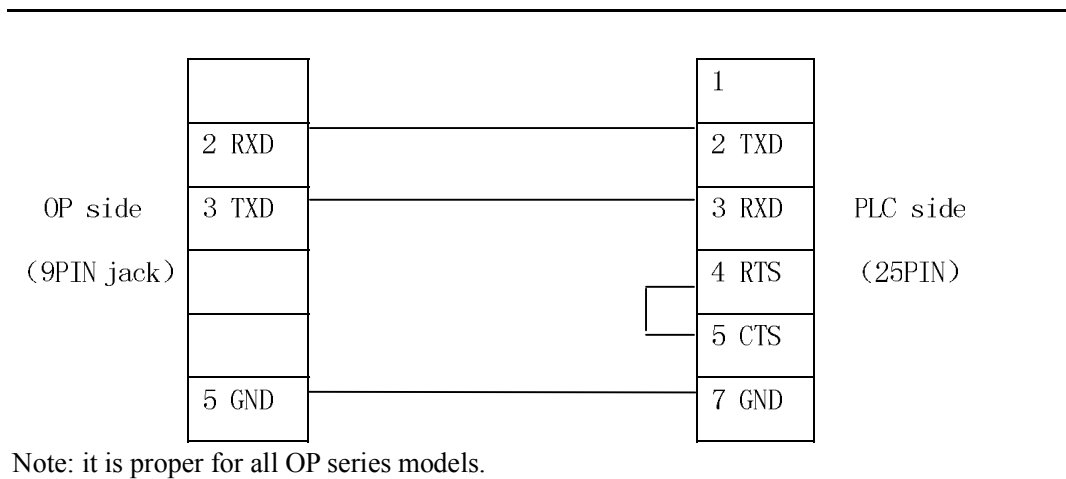 1
2 RXD 2 TXD
OP side 3 TXD 3 RXD PLC side
(9PIN jack) 4 RTS (25PIN)
5 CTS
5 GND 7 GND
Note: it is proper for all OP series models.